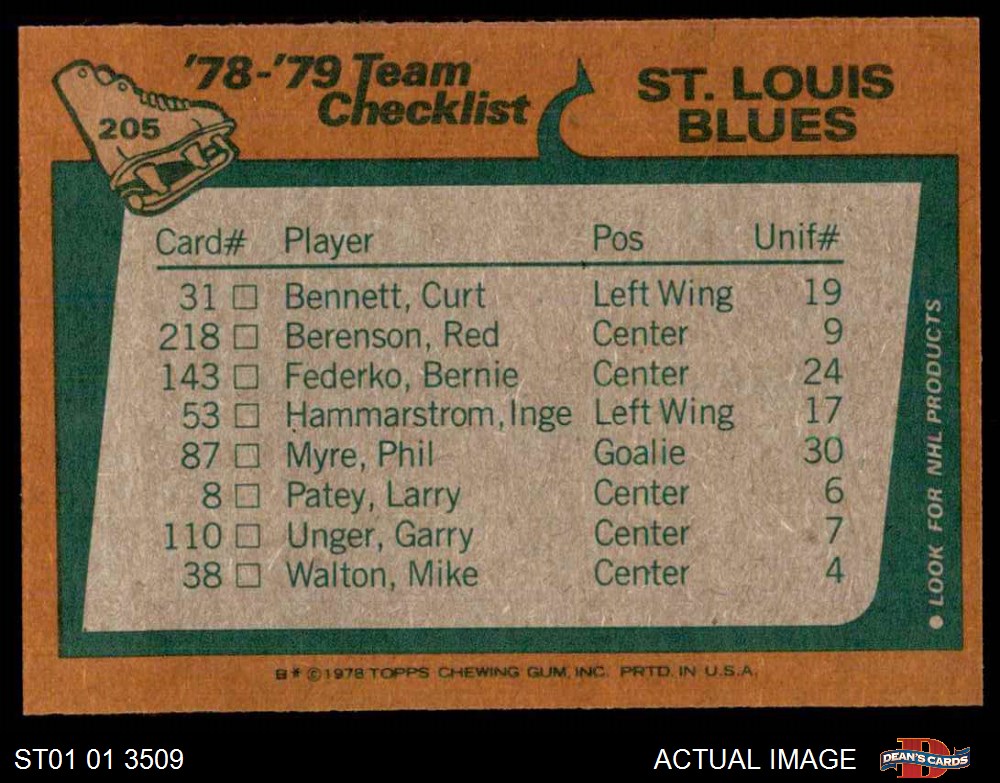 '78-'79 Team
Checklist
ST. LOUIS
BLUES
205
Card# Player Pos Unif#
31 □ Bennett, Curt Left Wing 19
218 □ Berenson, Red Center 9
143 □ Federko, Bernie Center 24
53 □ Hammarstrom, Inge Left Wing 17
87 □ Myre, Phil Goalie 30
8 □ Patey, Larry Center 6
110 □ Unger, Garry Center 7
38 □ Walton, Mike Center 4
● LOOK FOR NHL PRODUCTS
B* ©1978 TOPPS CHEWING GUM, INC. PRTD. IN U.S.A.
ST01 01 3509
ACTUAL IMAGE
D
DEAN'S CARDS